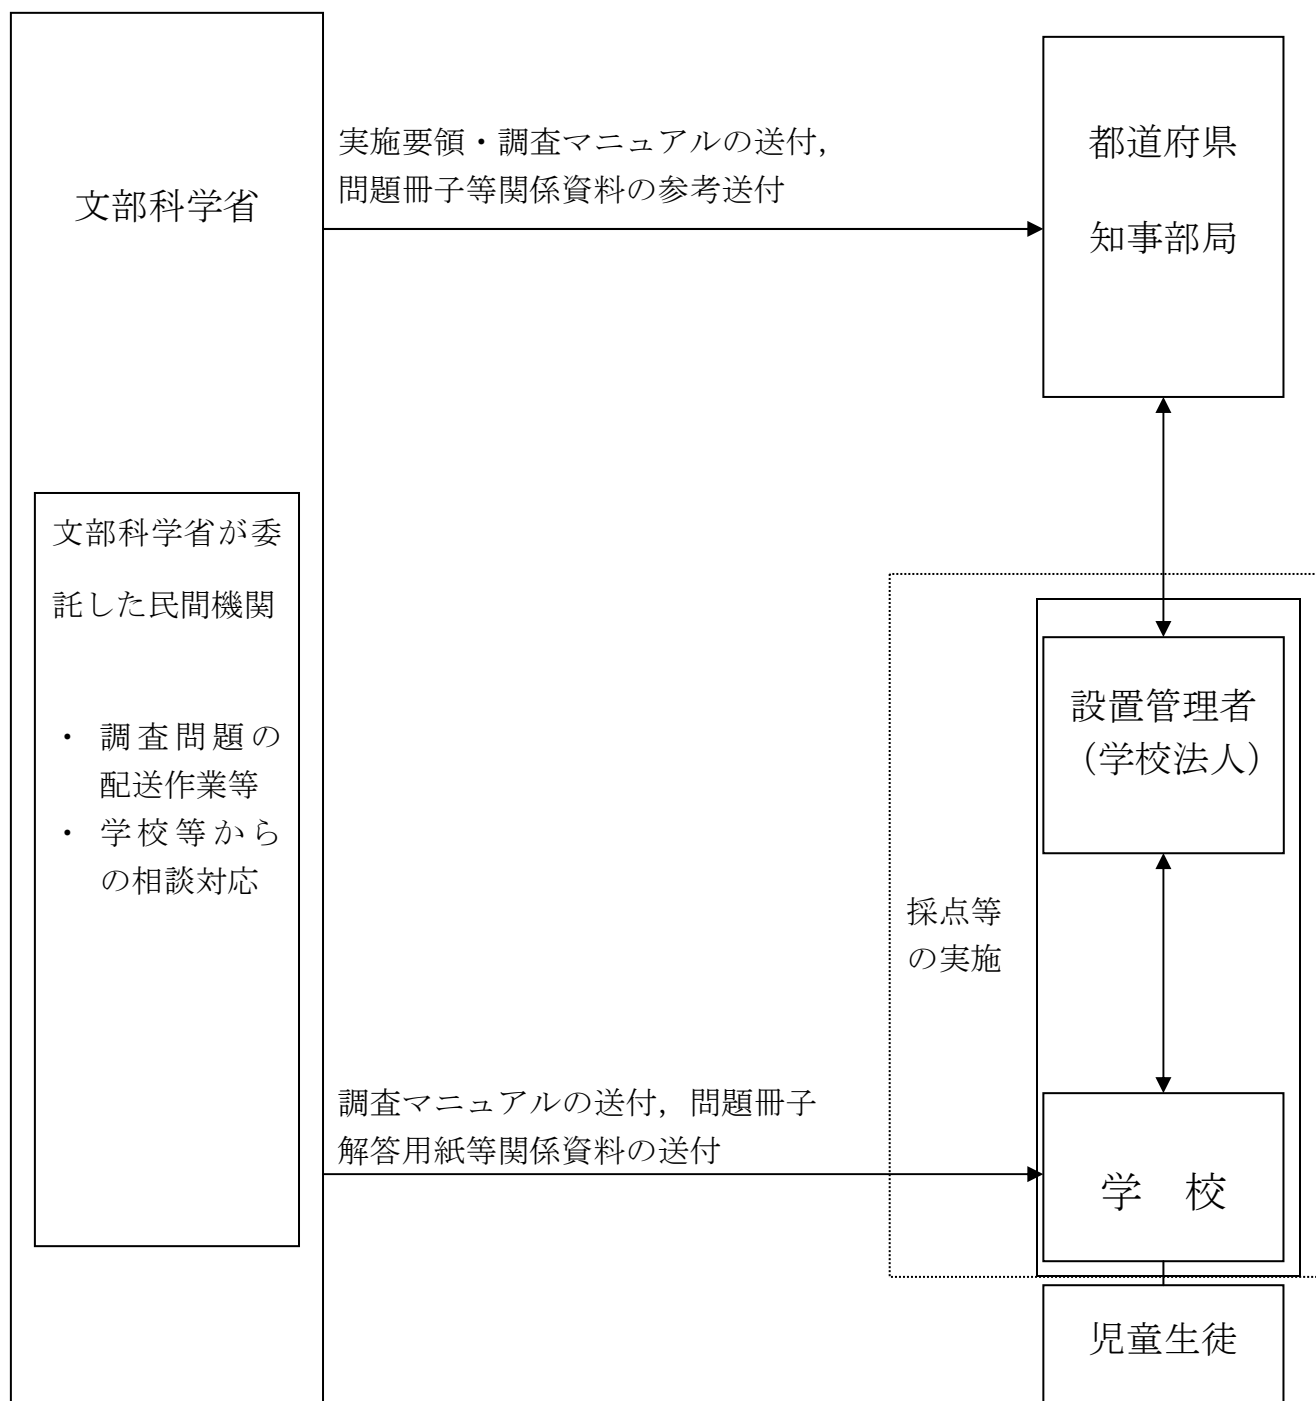 文部科学省
実施要領・調査マニュアルの送付，
問題冊子等関係資料の参考送付
都道府県
知事部局
文部科学省が委
託した民間機関
・ 調査問題の
配送作業等
・ 学校等から
の相談対応
設置管理者
（学校法人）
採点等
の実施
調査マニュアルの送付，問題冊子
解答用紙等関係資料の送付
学　校
児童生徒